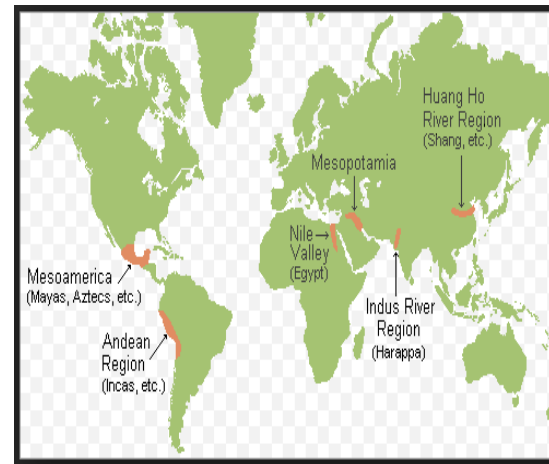 Huang Ho
River Region
(Shang, etc.)
Mesopotamia
Nile
Valley
(Egypt)
Indus River
Region
(Harappa)
Mesoamerica
(Mayas, Aztecs, etc.)
Andean
Region
(Incas, etc.)